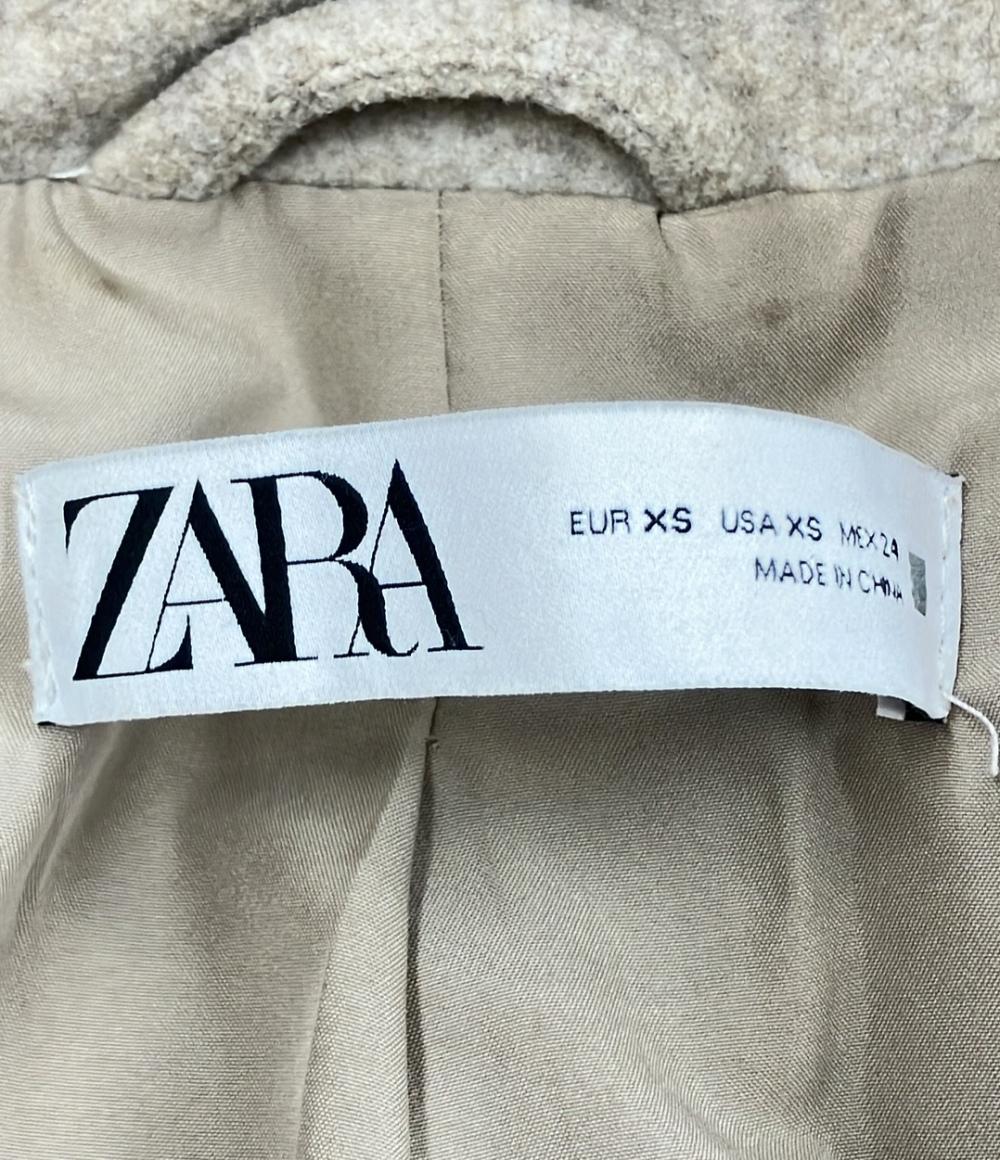 ZARA
EUR XS USA XS MEX 24
MADE IN CHINA